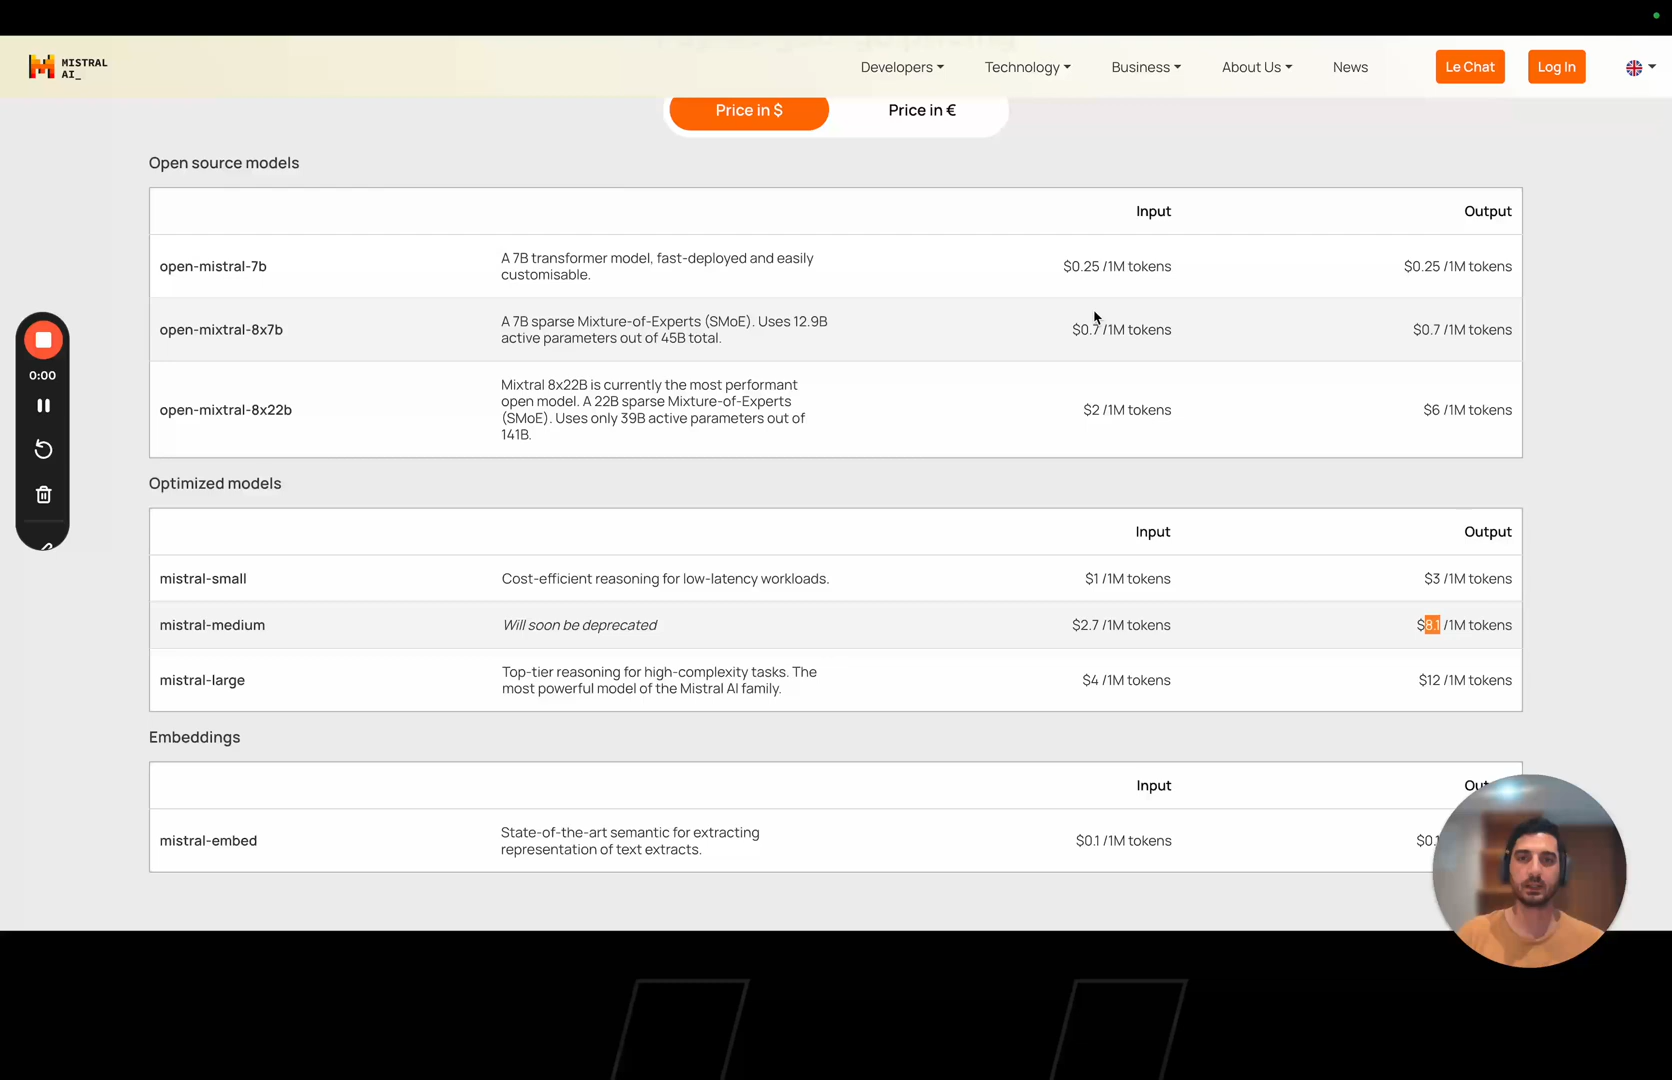 MISTRAL
AI_
Developers
Technology
Business
About Us
News
Le Chat
Log In
Price in $
Price in €
Open source models
Input Output
open-mistral-7b
A 7B transformer model, fast-deployed and easily
customisable.
$0.25 /1M tokens
$0.25 /1M tokens
open-mixtral-8x7b
A 7B sparse Mixture-of-Experts (SMoE). Uses 12.9B
active parameters out of 45B total.
$0.7 /1M tokens
$0.7 /1M tokens
open-mixtral-8x22b
Mixtral 8x22B is currently the most performant
open model. A 22B sparse Mixture-of-Experts
(SMoE). Uses only 39B active parameters out of
141B.
$2 /1M tokens
$6 /1M tokens
0:00
Optimized models
Input Output
mistral-small
Cost-efficient reasoning for low-latency workloads.
$1 /1M tokens
$3 /1M tokens
mistral-medium
Will soon be deprecated
$2.7 /1M tokens
$8.1 /1M tokens
mistral-large
Top-tier reasoning for high-complexity tasks. The
most powerful model of the Mistral AI family.
$4 /1M tokens
$12 /1M tokens
Embeddings
Input
mistral-embed
State-of-the-art semantic for extracting
representation of text extracts.
$0.1 /1M tokens